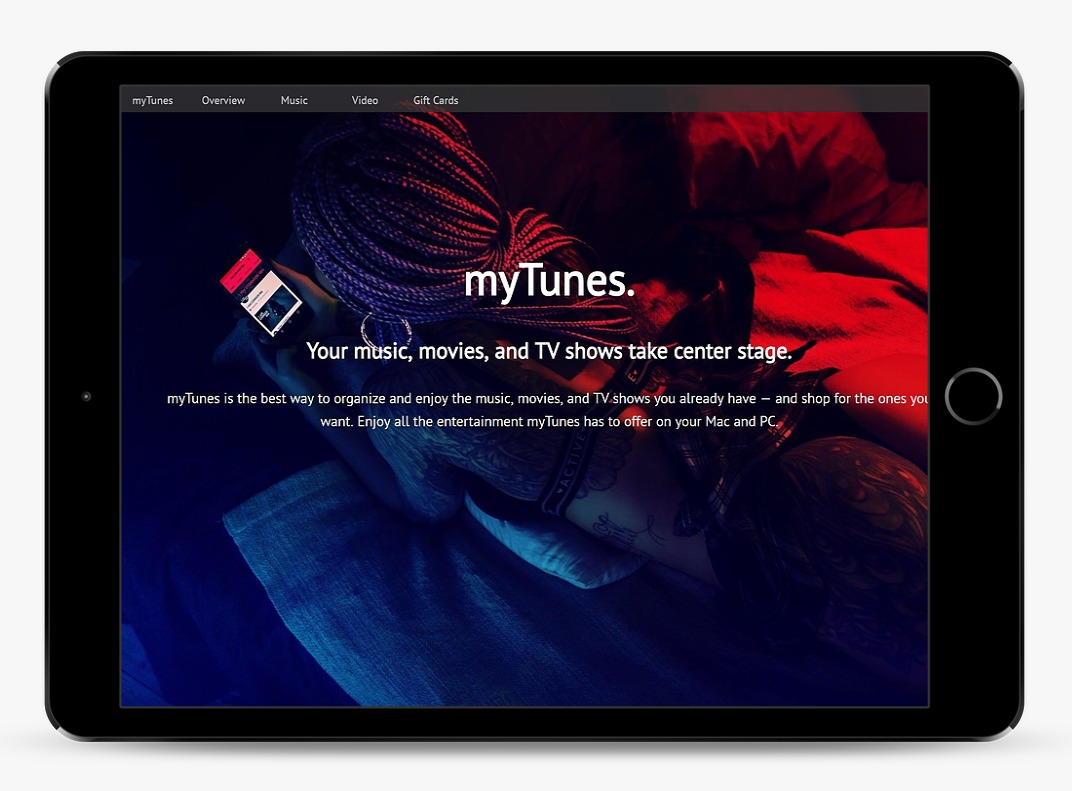 myTunes Overview Music Video Gift Cards
myTunes.
Your music, movies, and TV shows take center stage.
myTunes is the best way to organize and enjoy the music, movies, and TV shows you already have — and shop for the ones you
want. Enjoy all the entertainment myTunes has to offer on your Mac and PC.
ACTIVE